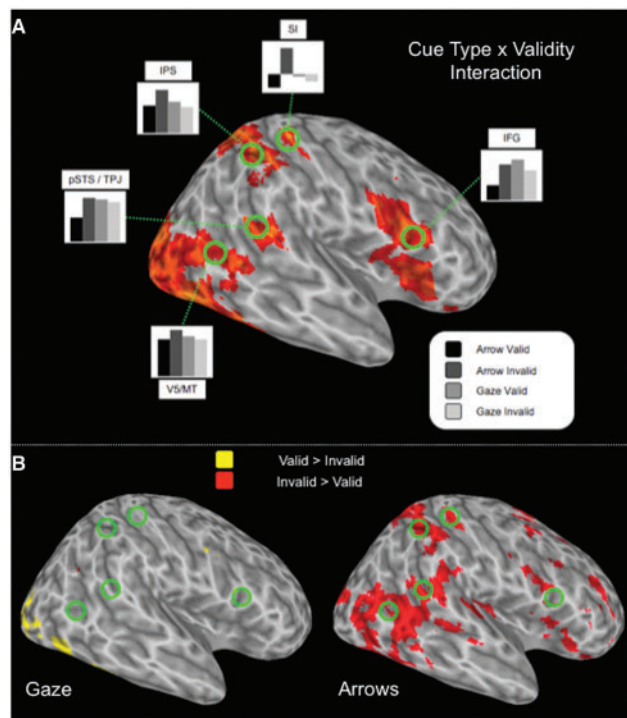 A
SI
Cue Type x Validity
Interaction
IPS
IFG
pSTS / TPJ
V5/MT
Arrow Valid
Arrow Invalid
Gaze Valid
Gaze Invalid
B
Valid > Invalid
Invalid > Valid
Gaze
Arrows